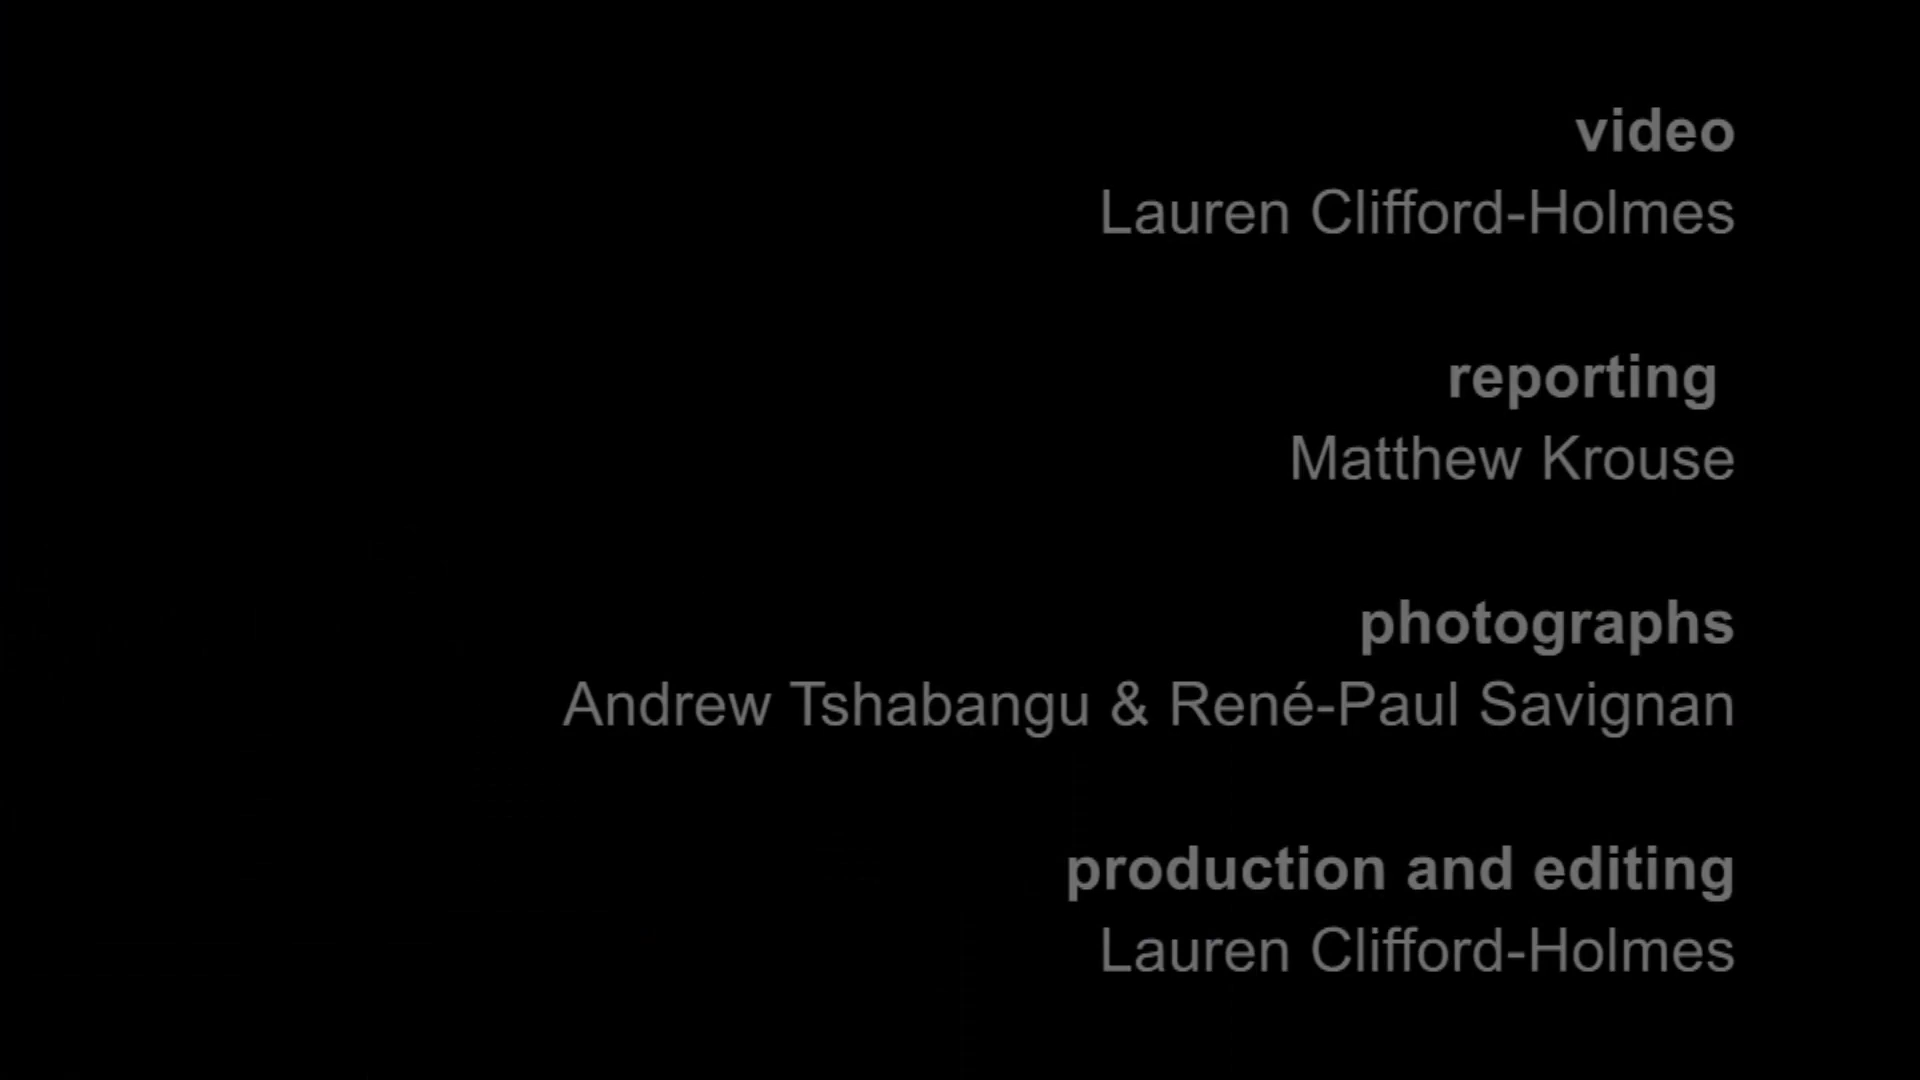 video
Lauren Clifford-Holmes
reporting
Matthew Krouse
photographs
Andrew Tshabangu & René-Paul Savignan
production and editing
Lauren Clifford-Holmes